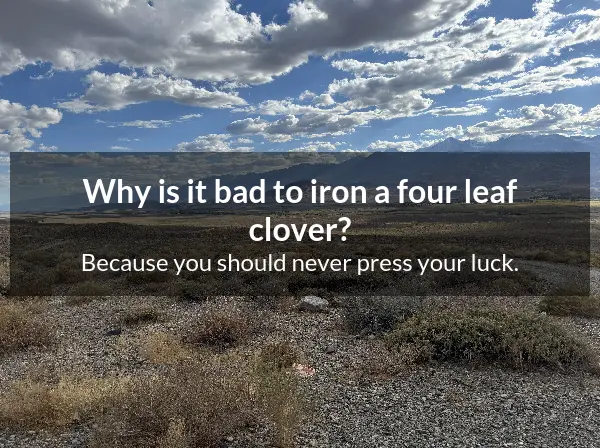 Why is it bad to iron a four leaf
clover?
Because you should never press your luck.